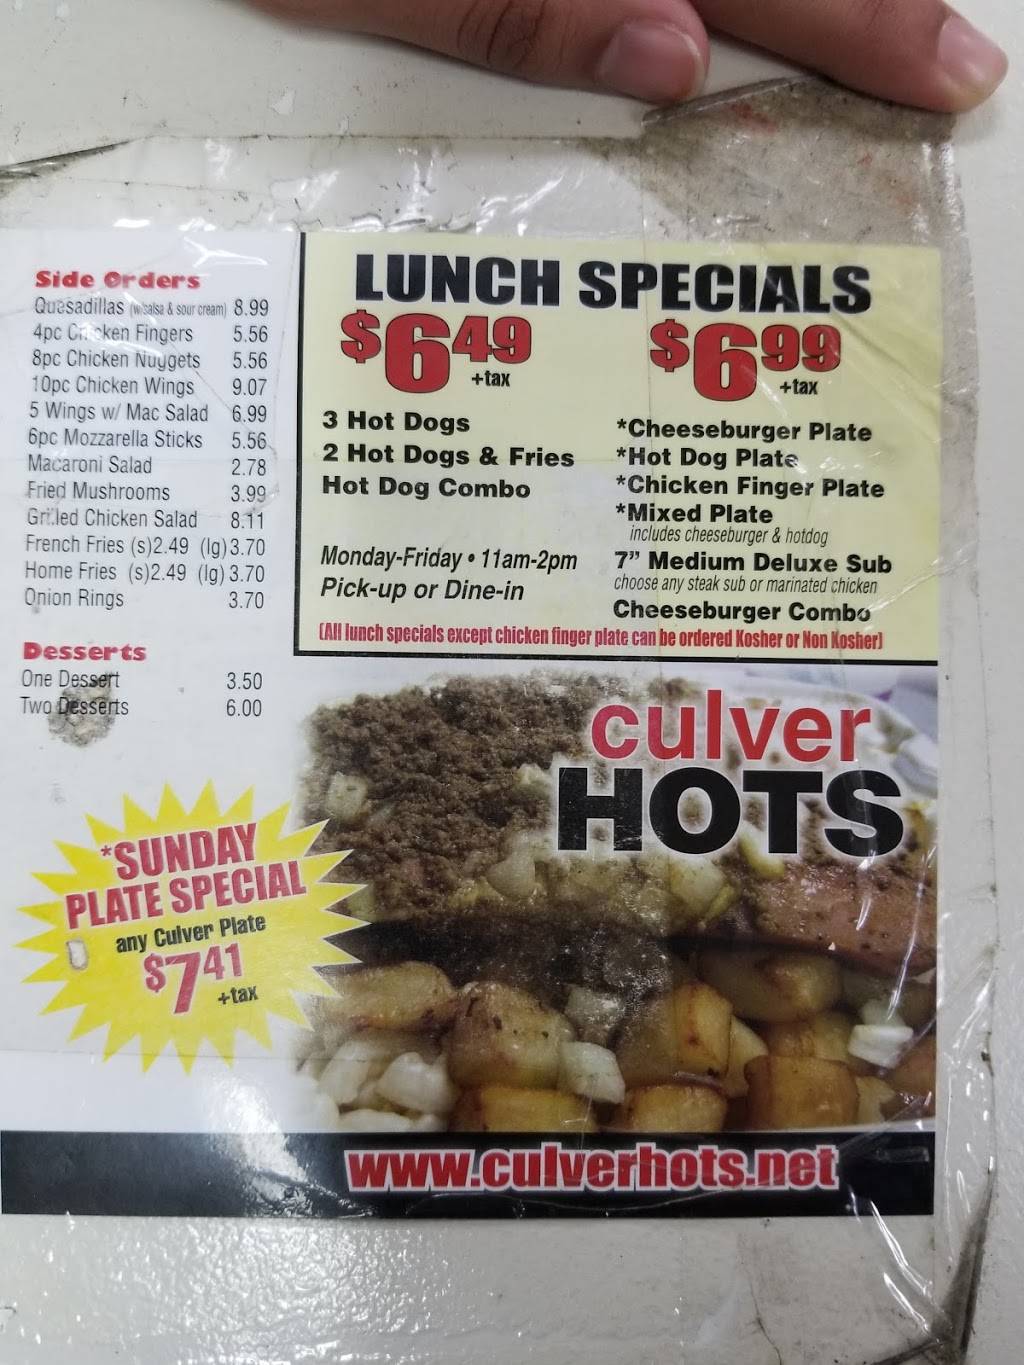 Side Orders
Quesadillas (w/salsa & sour cream) 8.99
4pc Chicken Fingers 5.56
8pc Chicken Nuggets 5.56
10pc Chicken Wings 9.07
5 Wings w/ Mac Salad 6.99
6pc Mozzarella Sticks 5.56
Macaroni Salad 2.78
Fried Mushrooms 3.99
Grilled Chicken Salad 8.11
French Fries (s)2.49 (lg)3.70
Home Fries (s)2.49 (lg)3.70
Onion Rings 3.70
Desserts
One Dessert 3.50
Two Desserts 6.00
LUNCH SPECIALS
$6.49 +tax
3 Hot Dogs
2 Hot Dogs & Fries
Hot Dog Combo
Monday-Friday • 11am-2pm
Pick-up or Dine-in
$6.99 +tax
*Cheeseburger Plate
*Hot Dog Plate
*Chicken Finger Plate
*Mixed Plate
includes cheeseburger & hotdog
7” Medium Deluxe Sub
choose any steak sub or marinated chicken
Cheeseburger Combo
(All lunch specials except chicken finger plate can be ordered Kosher or Non Kosher)
culver
HOTS
*SUNDAY
PLATE SPECIAL
any Culver Plate
$7.41
+tax
www.culverhots.net